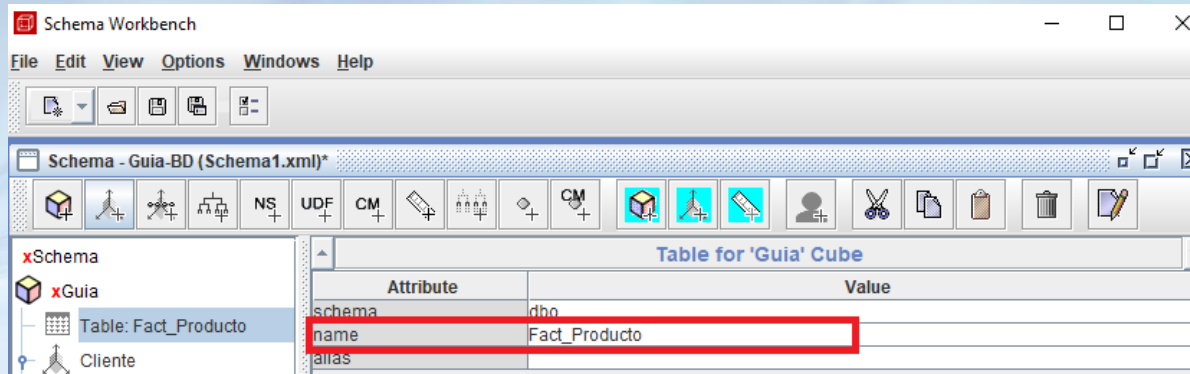 Schema Workbench
File Edit View Options Windows Help
Schema - Guia-BD (Schema1.xml)*
NS UDF CM CM
xSchema
Table for 'Guia' Cube
xGuia
Attribute Value
schema dbo
Table: Fact_Producto
name Fact_Producto
Cliente
alias